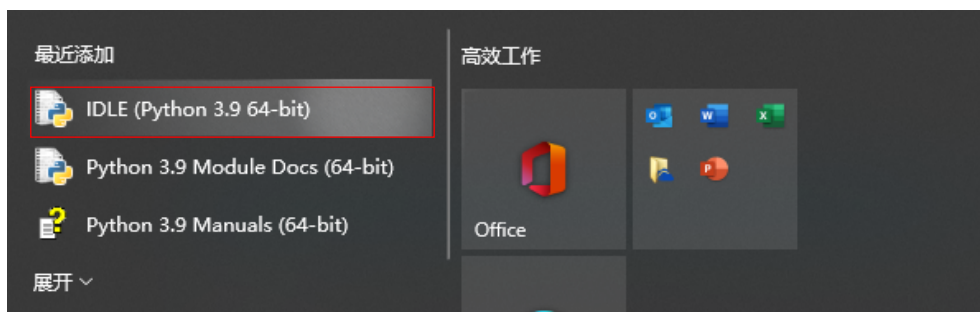 最近添加
IDLE (Python 3.9 64-bit)
Python 3.9 Module Docs (64-bit)
Python 3.9 Manuals (64-bit)
展开
高效工作
Office